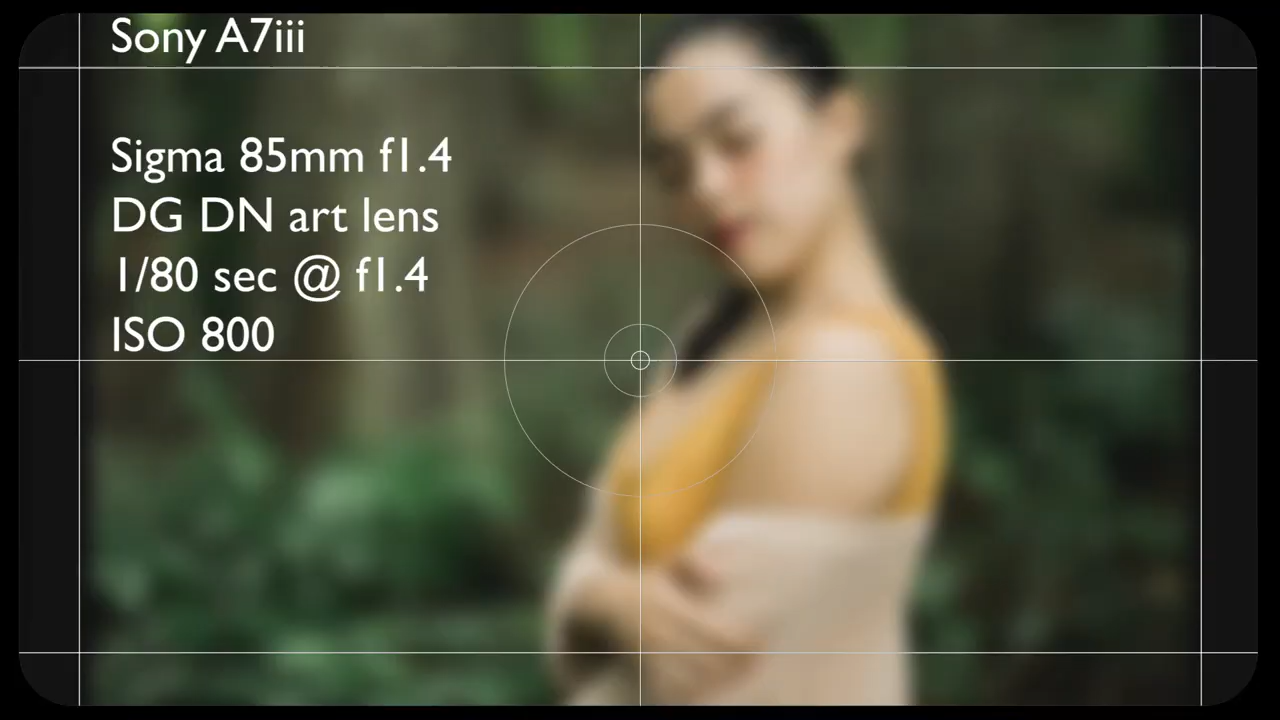 Sony A7iii
Sigma 85mm f1.4
DG DN art lens
1/80 sec @ f1.4
ISO 800